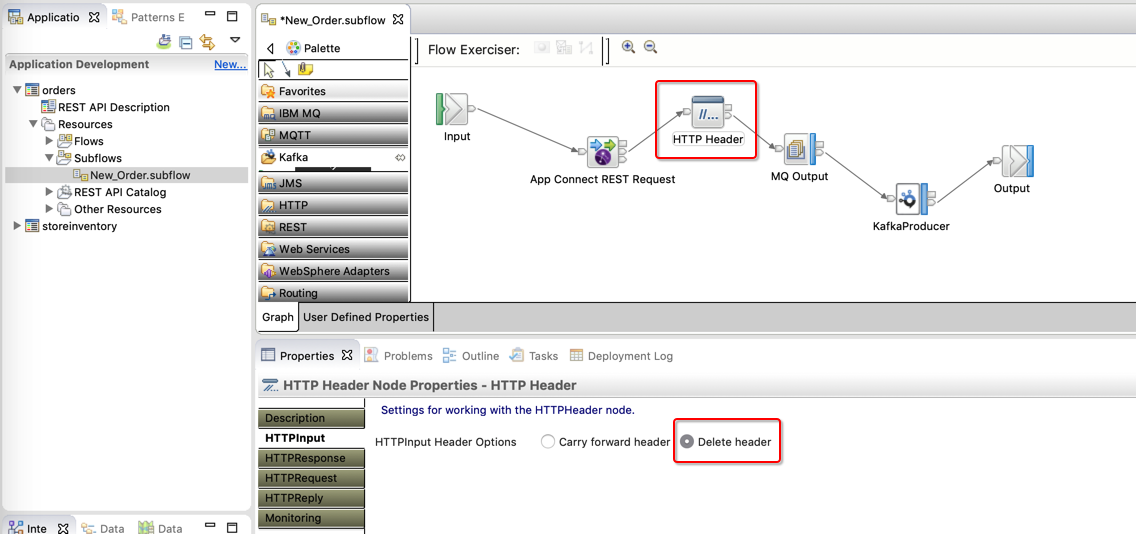 Applicatio
Patterns E
Application Development
New...
orders
REST API Description
Resources
Flows
Subflows
New_Order.subflow
REST API Catalog
Other Resources
storeinventory
Inte
Data
Data
*New_Order.subflow
Palette
Favorites
IBM MQ
MQTT
Kafka
JMS
HTTP
REST
Web Services
WebSphere Adapters
Routing
Flow Exerciser:
Input
App Connect REST Request
//...
HTTP Header
MQ Output
KafkaProducer
Output
Graph
User Defined Properties
Properties
Problems
Outline
Tasks
Deployment Log
HTTP Header Node Properties - HTTP Header
Description
HTTPInput
HTTPResponse
HTTPRequest
HTTPReply
Monitoring
Settings for working with the HTTPHeader node.
HTTPInput Header Options
Carry forward header
Delete header